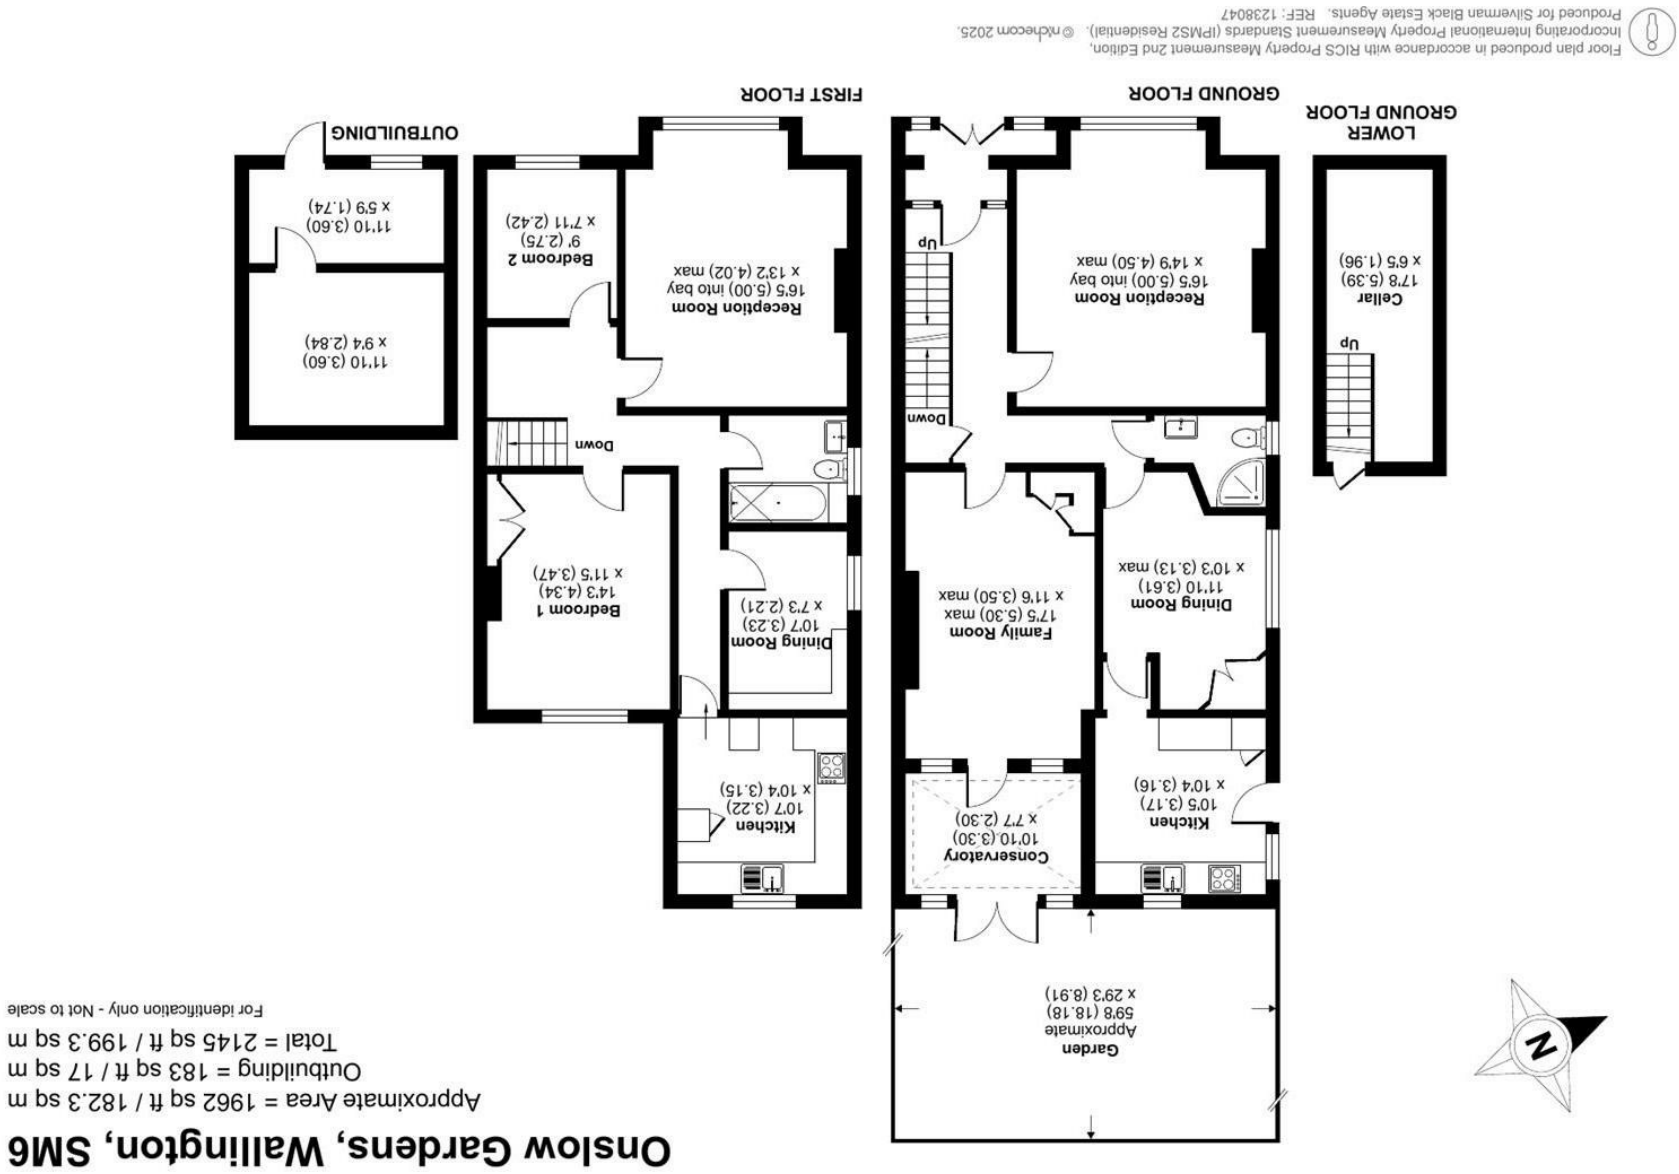 Onslow Gardens, Wallington, SM6
Approximate Area = 1962 sq ft / 182.3 sq m
Outbuilding = 183 sq ft / 17 sq m
Total = 2145 sq ft / 199.3 sq m
For identification only - Not to scale
N
Garden
Approximate
59'8 (18.18)
x 29'3 (8.91)
Kitchen
10'5 (3.17)
x 10'4 (3.16)
Conservatory
10'10 (3.30)
x 7'7 (2.30)
Dining Room
11'10 (3.61)
x 10'3 (3.13) max
Family Room
17'5 (5.30) max
x 11'6 (3.50) max
Down
Reception Room
16'5 (5.00) into bay
x 14'9 (4.50) max
Up
GROUND FLOOR
Up
Cellar
17'8 (5.39)
x 6'5 (1.96)
LOWER
GROUND FLOOR
Kitchen
10'7 (3.22)
x 10'4 (3.15)
Dining Room
10'7 (3.23)
x 7'3 (2.21)
Bedroom 1
14'3 (4.34)
x 11'5 (3.47)
Down
Reception Room
16'5 (5.00) into bay
x 13'2 (4.02) max
Bedroom 2
9' (2.75)
x 7'11 (2.42)
FIRST FLOOR
11'10 (3.60)
x 9'4 (2.84)
11'10 (3.60)
x 5'9 (1.74)
OUTBUILDING
Floor plan produced in accordance with RICS Property Measurement 2nd Edition,
Incorporating International Property Measurement Standards (IPMS2 Residential). © nichecom 2025.
Produced for Silverman Black Estate Agents. REF: 1238047